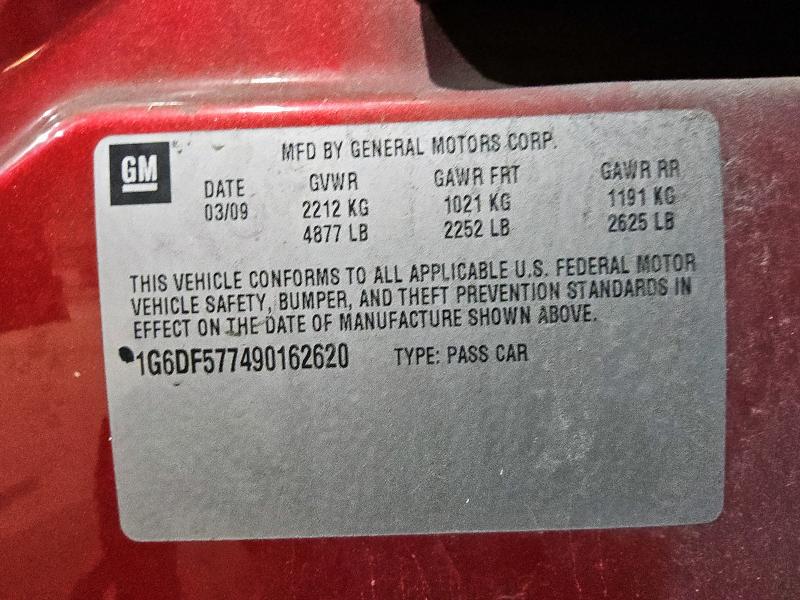 GM
MFD BY GENERAL MOTORS CORP.
DATE GVWR GAWR FRT GAWR RR
03/09 2212 KG 1021 KG 1191 KG
4877 LB 2252 LB 2625 LB
THIS VEHICLE CONFORMS TO ALL APPLICABLE U.S. FEDERAL MOTOR
VEHICLE SAFETY, BUMPER, AND THEFT PREVENTION STANDARDS IN
EFFECT ON THE DATE OF MANUFACTURE SHOWN ABOVE.
1G6DF577490162620 TYPE: PASS CAR